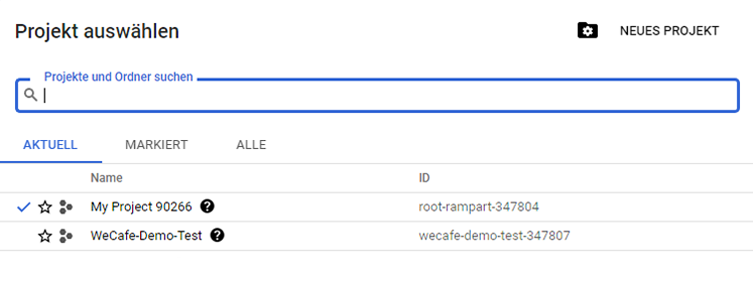 Projekt auswählen
NEUES PROJEKT
Projekte und Ordner suchen
AKTUELL MARKIERT ALLE
Name ID
My Project 90266 root-rampart-347804
WeCafe-Demo-Test wecafe-demo-test-347807